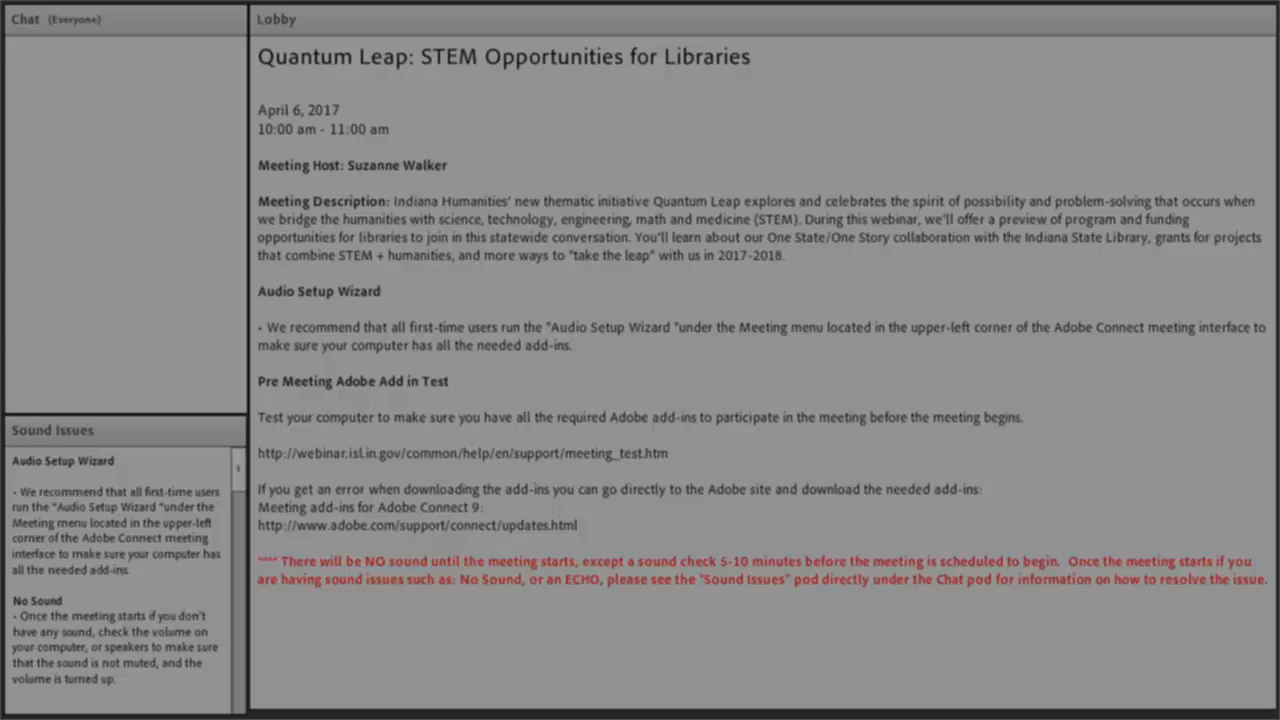 Chat (Everyone)
Lobby
Quantum Leap: STEM Opportunities for Libraries
April 6, 2017
10:00 am - 11:00 am
Meeting Host: Suzanne Walker
Meeting Description: Indiana Humanities' new thematic initiative Quantum Leap explores and celebrates the spirit of possibility and problem-solving that occurs when
we bridge the humanities with science, technology, engineering, math and medicine (STEM). During this webinar, we'll offer a preview of program and funding
opportunities for libraries to join in this statewide conversation. You'll learn about our One State/One Story collaboration with the Indiana State Library, grants for projects
that combine STEM + humanities, and more ways to "take the leap" with us in 2017-2018.
Audio Setup Wizard
• We recommend that all first-time users run the "Audio Setup Wizard "under the Meeting menu located in the upper-left corner of the Adobe Connect meeting interface to
make sure your computer has all the needed add-ins.
Pre Meeting Adobe Add in Test
Test your computer to make sure you have all the required Adobe add-ins to participate in the meeting before the meeting begins.
http://webinar.isl.in.gov/common/help/en/support/meeting_test.htm
If you get an error when downloading the add-ins you can go directly to the Adobe site and download the needed add-ins:
Meeting add-ins for Adobe Connect 9:
http://www.adobe.com/support/connect/updates.html
**** There will be NO sound until the meeting starts, except a sound check 5-10 minutes before the meeting is scheduled to begin. Once the meeting starts if you
are having sound issues such as: No Sound, or an ECHO, please see the "Sound Issues" pod directly under the Chat pod for information on how to resolve the issue.
Sound Issues
Audio Setup Wizard
• We recommend that all first-time users
run the "Audio Setup Wizard "under the
Meeting menu located in the upper-left
corner of the Adobe Connect meeting
interface to make sure your computer has
all the needed add-ins.
No Sound
• Once the meeting starts if you don't
have any sound, check the volume on
your computer, or speakers to make sure
that the sound is not muted, and the
volume is turned up.